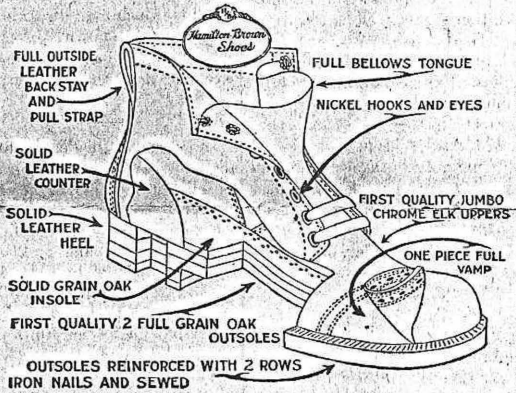 HB
Hamilton Brown
Shoes
FULL OUTSIDE
LEATHER
BACKSTAY
AND
PULL STRAP
FULL BELLOWS TONGUE
NICKEL HOOKS AND EYES
SOLID
LEATHER
COUNTER
FIRST QUALITY JUMBO
CHROME ELK UPPERS
SOLID
LEATHER
HEEL
ONE PIECE FULL
VAMP
SOLID GRAIN OAK
INSOLE
FIRST QUALITY 2 FULL GRAIN OAK
OUTSOLES
OUTSOLES REINFORCED WITH 2 ROWS
IRON NAILS AND SEWED